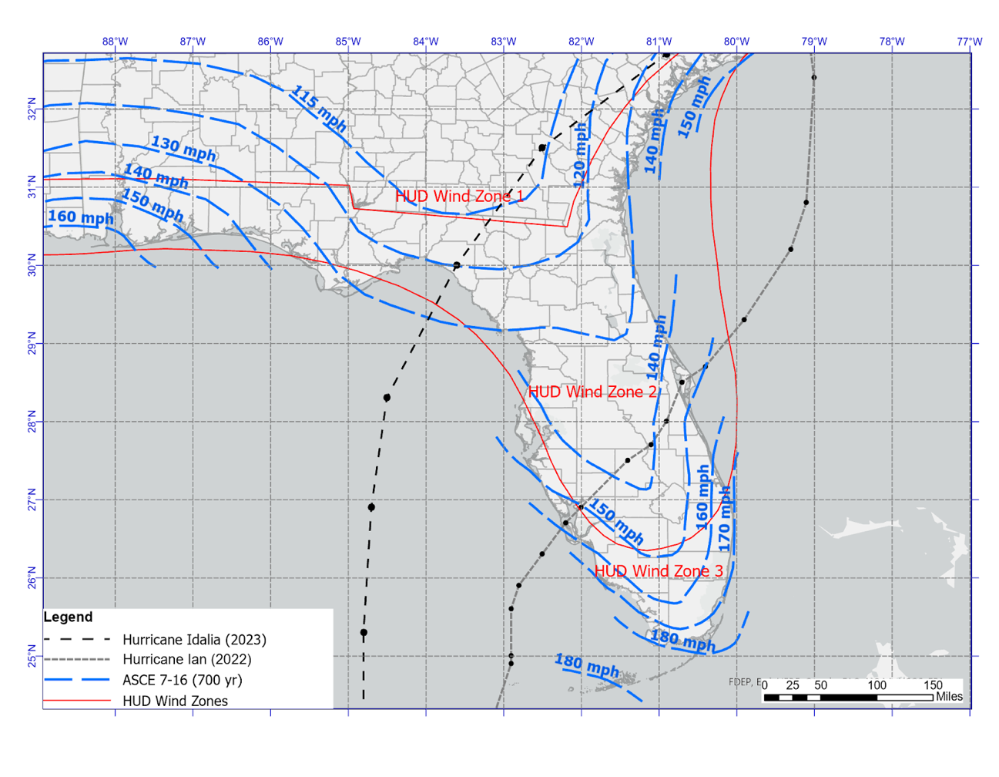 88°W 87°W 86°W 85°W 84°W 83°W 82°W 81°W 80°W 79°W 78°W 77°W
32°N
31°N
30°N
29°N
28°N
27°N
26°N
25°N
115 mph
130 mph
140 mph
150 mph
160 mph
120 mph
140 mph
150 mph
HUD Wind Zone 1
140 mph
HUD Wind Zone 2
150 mph
160 mph
170 mph
HUD Wind Zone 3
180 mph
180 mph
Legend
Hurricane Idalia (2023)
Hurricane Ian (2022)
ASCE 7-16 (700 yr)
HUD Wind Zones
FDEP,
0 25 50 100 150
Miles